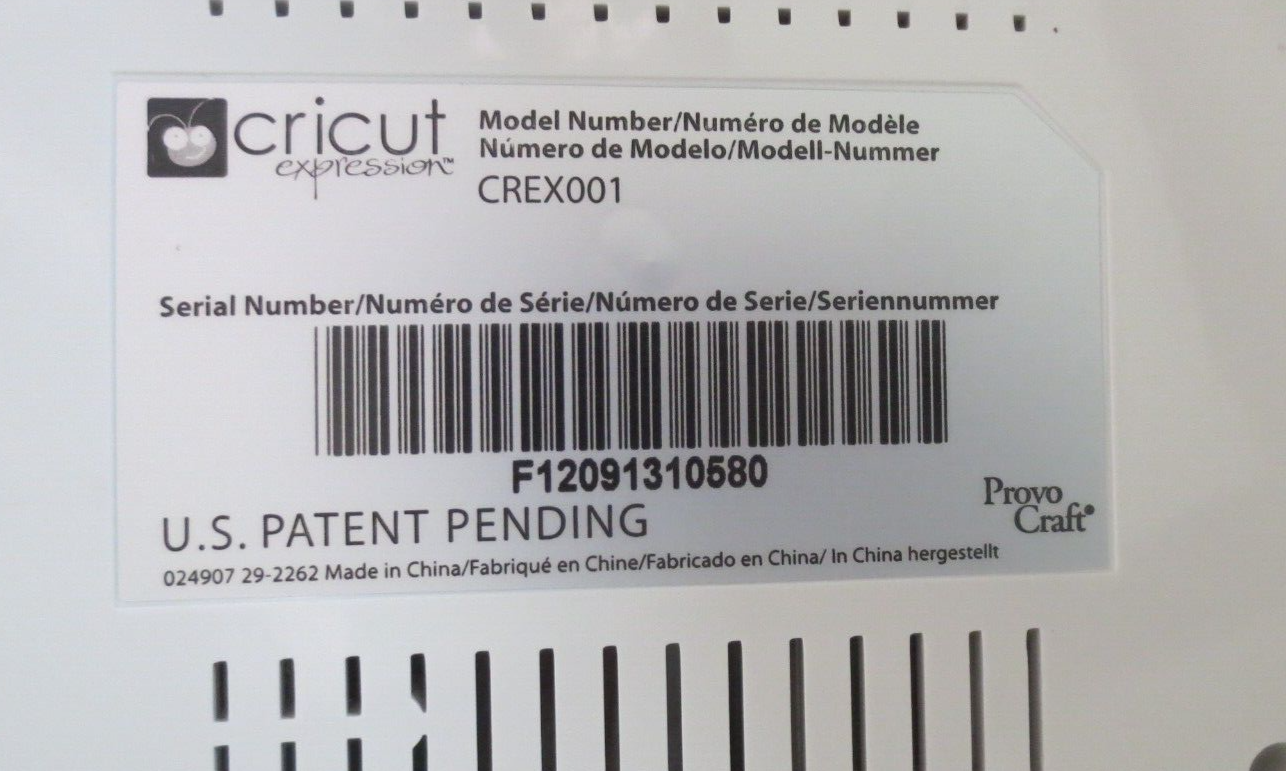 cricut
expression™
Model Number/Numéro de Modèle
Número de Modelo/Modell-Nummer
CREX001
Serial Number/Numéro de Série/Número de Serie/Seriennummer
F12091310580
U.S. PATENT PENDING
Provo
Craft®
024907 29-2262 Made in China/Fabriqué en Chine/Fabricado en China/ In China hergestellt